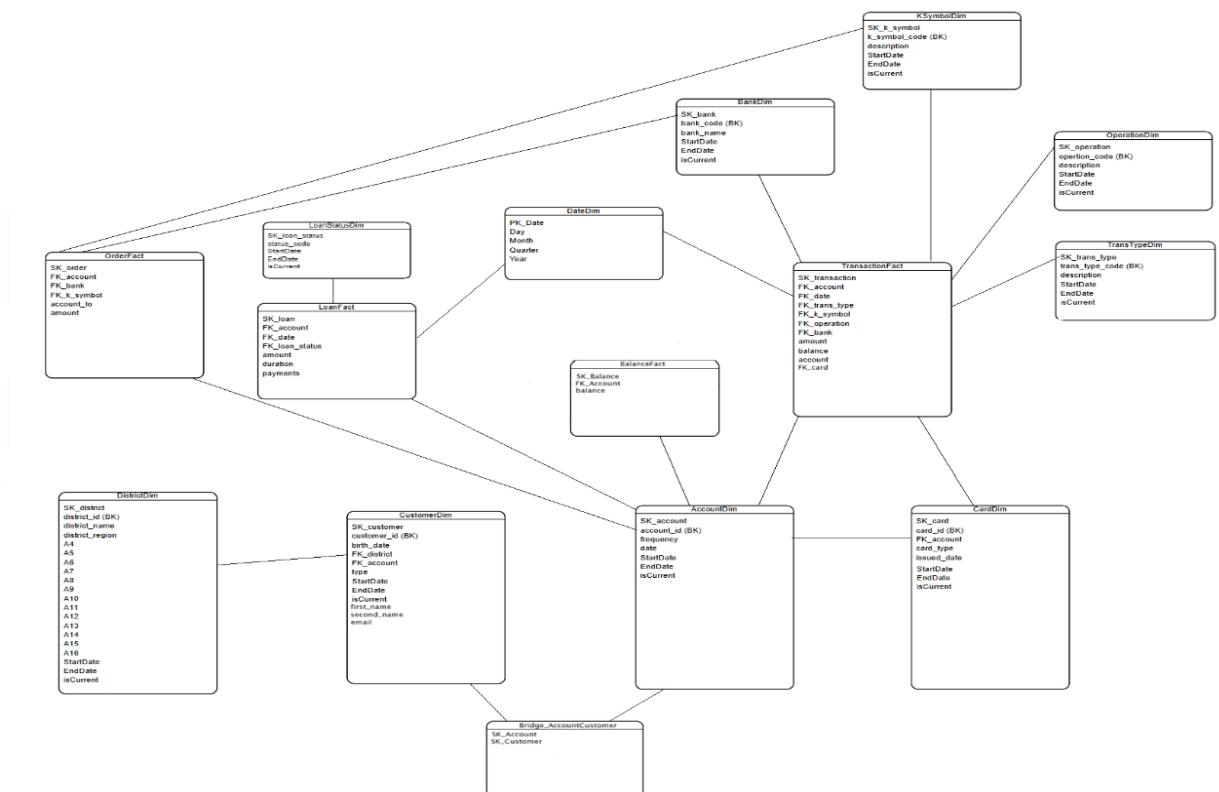 KSymbolDim
SK_k_symbol
k_symbol_code (BK)
description
StartDate
EndDate
isCurrent
BankDim
SK_bank
bank_code (BK)
bank_name
StartDate
EndDate
isCurrent
OperationDim
SK_operation
opertion_code (BK)
description
StartDate
EndDate
isCurrent
DateDim
PK_Date
Day
Month
Quarter
Year
LoanStatusDim
SK_loan_status
status_code
StartDate
EndDate
isCurrent
TransTypeDim
SK_trans_type
trans_type_code (BK)
description
StartDate
EndDate
isCurrent
OrderFact
SK_order
FK_account
FK_bank
FK_k_symbol
account_to
amount
TransactionFact
SK_transaction
FK_account
FK_date
FK_trans_type
FK_k_symbol
FK_operation
FK_bank
amount
balance
account
FK_card
LoanFact
SK_loan
FK_account
FK_date
FK_loan_status
amount
duration
payments
BalanceFact
SK_Balance
FK_Account
balance
DistrictDim
SK_district
district_id (BK)
district_name
district_region
A4
A5
A6
A7
A8
A9
A10
A11
A12
A13
A14
A15
A16
StartDate
EndDate
isCurrent
CustomerDim
SK_customer
customer_id (BK)
birth_date
FK_district
FK_account
type
StartDate
EndDate
isCurrent
first_name
second_name
email
AccountDim
SK_account
account_id (BK)
frequency
date
StartDate
EndDate
isCurrent
CardDim
SK_card
card_id (BK)
FK_account
card_type
issued_date
StartDate
EndDate
isCurrent
Bridge_AccountCustomer
SK_Account
SK_Customer